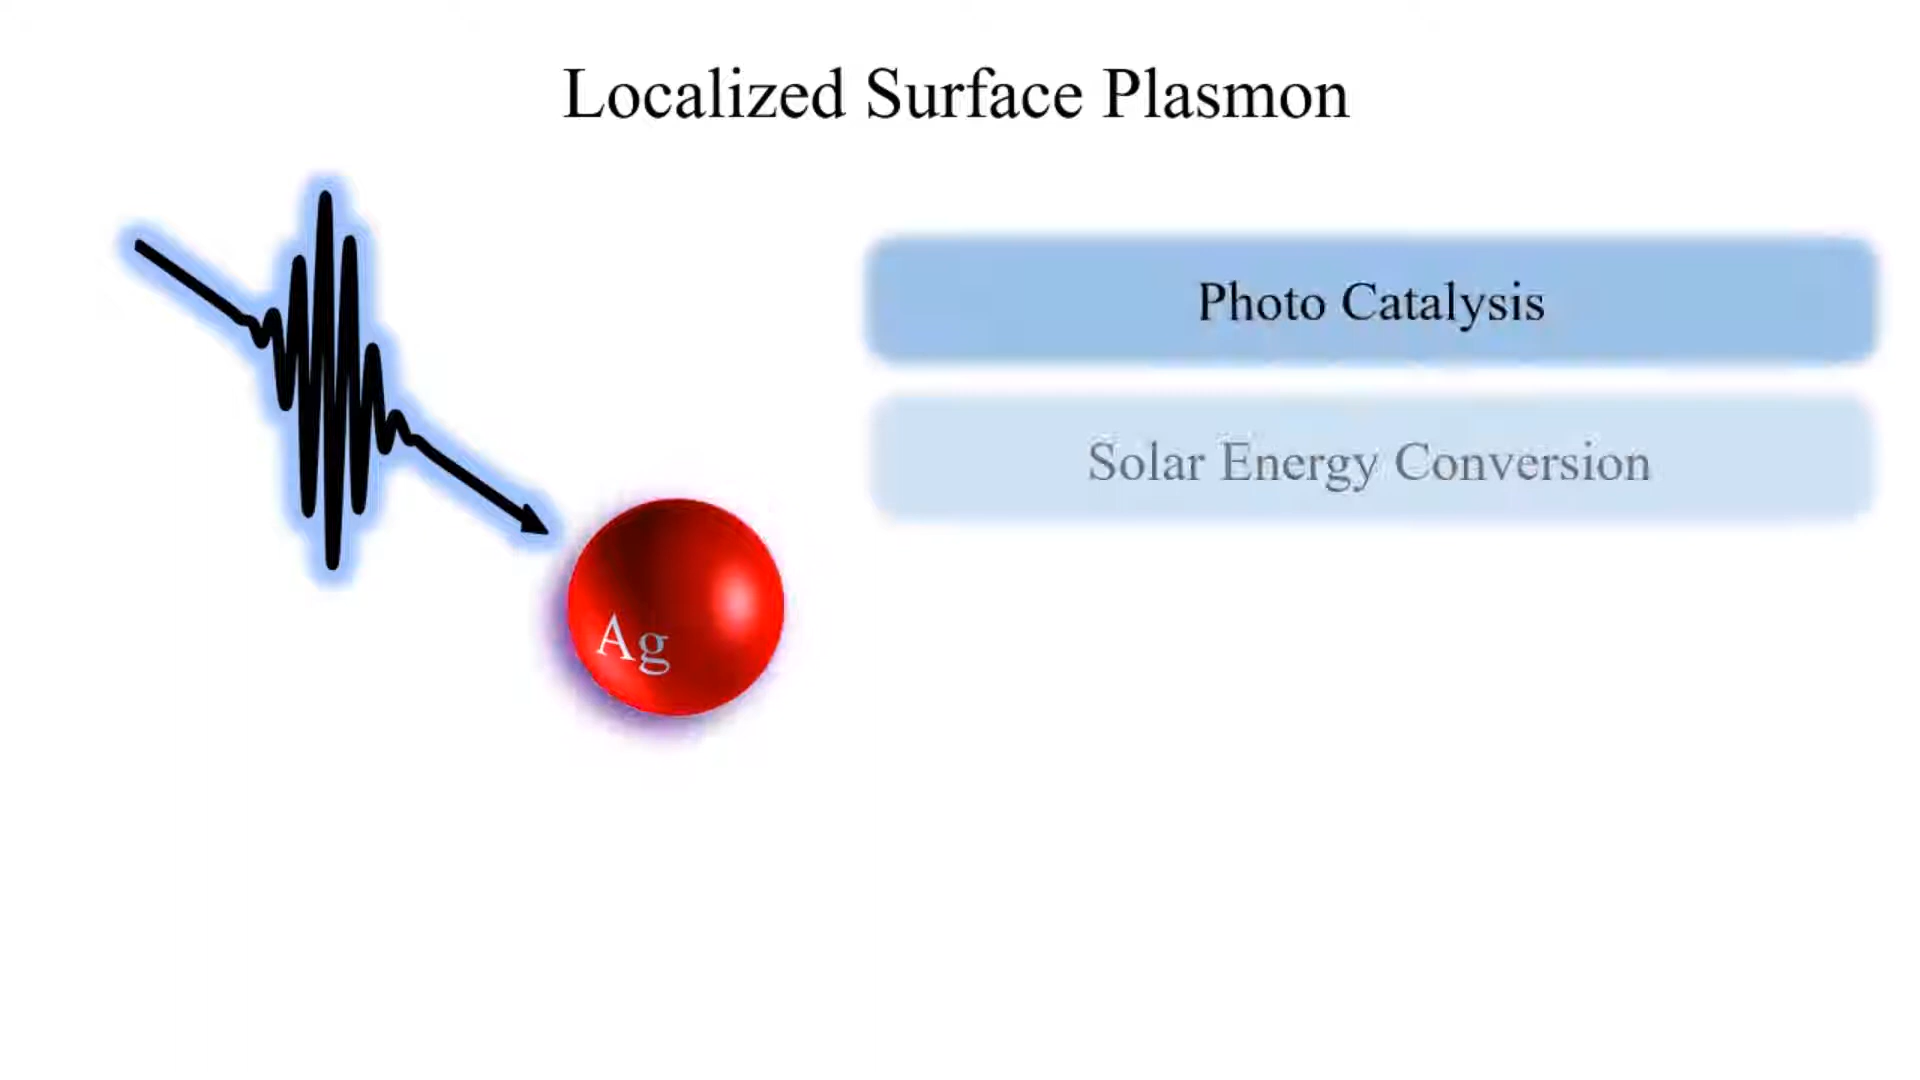 Localized Surface Plasmon
Photo Catalysis
Solar Energy Conversion
Ag